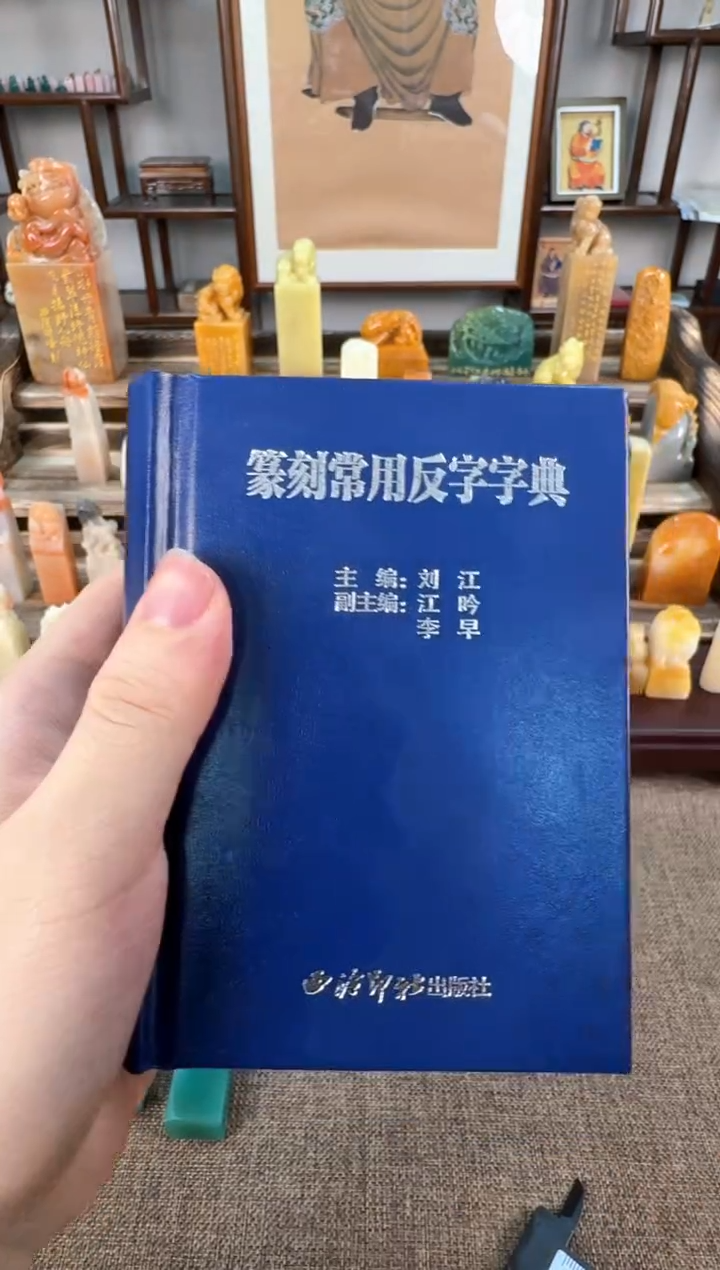 篆刻常用反字字典
主 编:刘 江
副主编:江 吟
李 早
西泠印社出版社